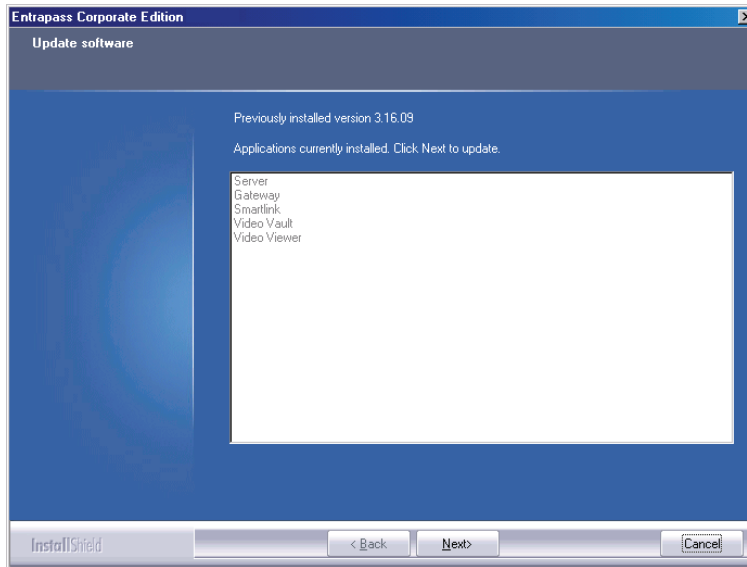 Entrapass Corporate Edition
Update software
Previously installed version 3.16.09
Applications currently installed. Click Next to update.
Server
Gateway
Smartlink
Video Vault
Video Viewer
InstallShield
< Back
Next>
Cancel